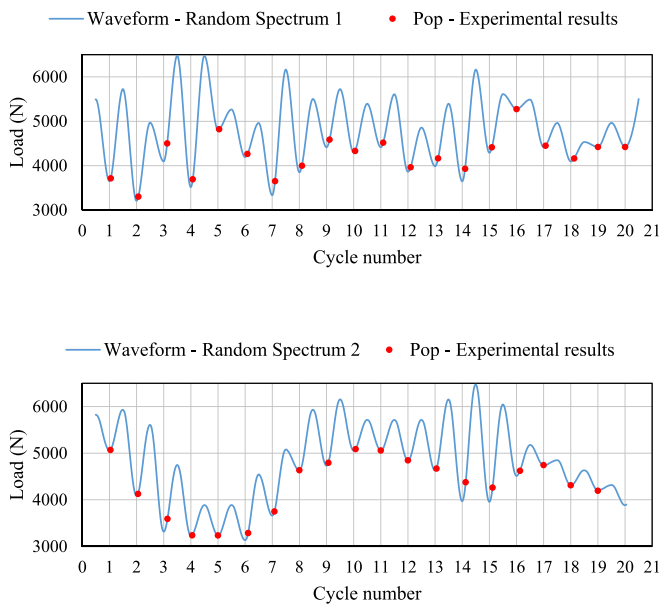 Waveform - Random Spectrum 1 Pop - Experimental results
6000
5000
4000
3000
Load (N)
0 1 2 3 4 5 6 7 8 9 10 11 12 13 14 15 16 17 18 19 20 21
Cycle number
Waveform - Random Spectrum 2 Pop - Experimental results
6000
5000
4000
3000
Load (N)
0 1 2 3 4 5 6 7 8 9 10 11 12 13 14 15 16 17 18 19 20 21
Cycle number